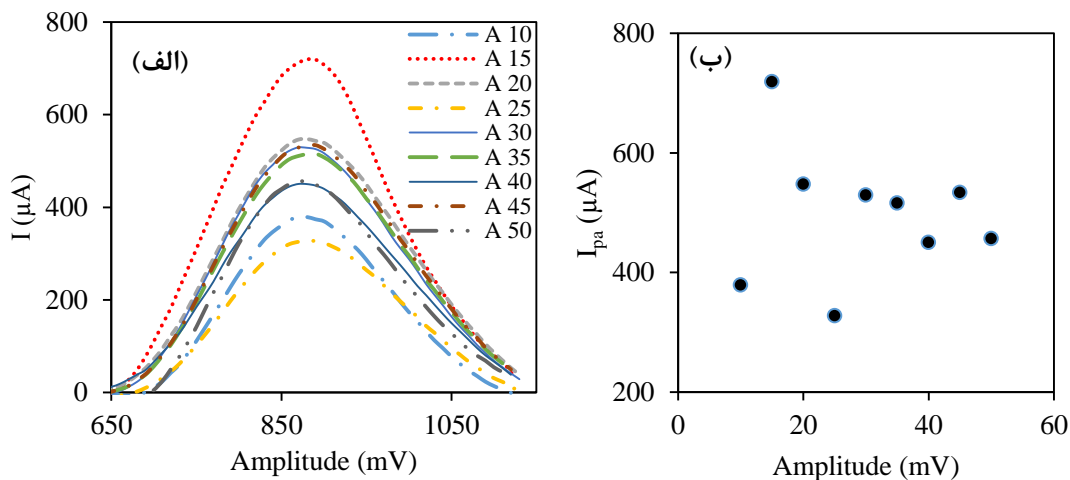 (الف)
800
600
400
200
0
I (µA)
650
850
1050
Amplitude (mV)
A 10
A 15
A 20
A 25
A 30
A 35
A 40
A 45
A 50
(ب)
800
600
400
200
I_pa (µA)
0
20
40
60
Amplitude (mV)